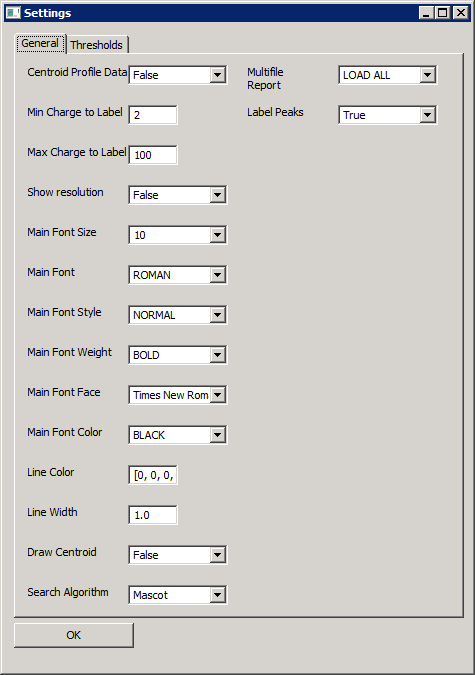 Settings
General Thresholds
Centroid Profile Data False Multifile Report LOAD ALL
Min Charge to Label 2 Label Peaks True
Max Charge to Label 100
Show resolution False
Main Font Size 10
Main Font ROMAN
Main Font Style NORMAL
Main Font Weight BOLD
Main Font Face Times New Rom
Main Font Color BLACK
Line Color [0, 0, 0,
Line Width 1.0
Draw Centroid False
Search Algorithm Mascot
OK